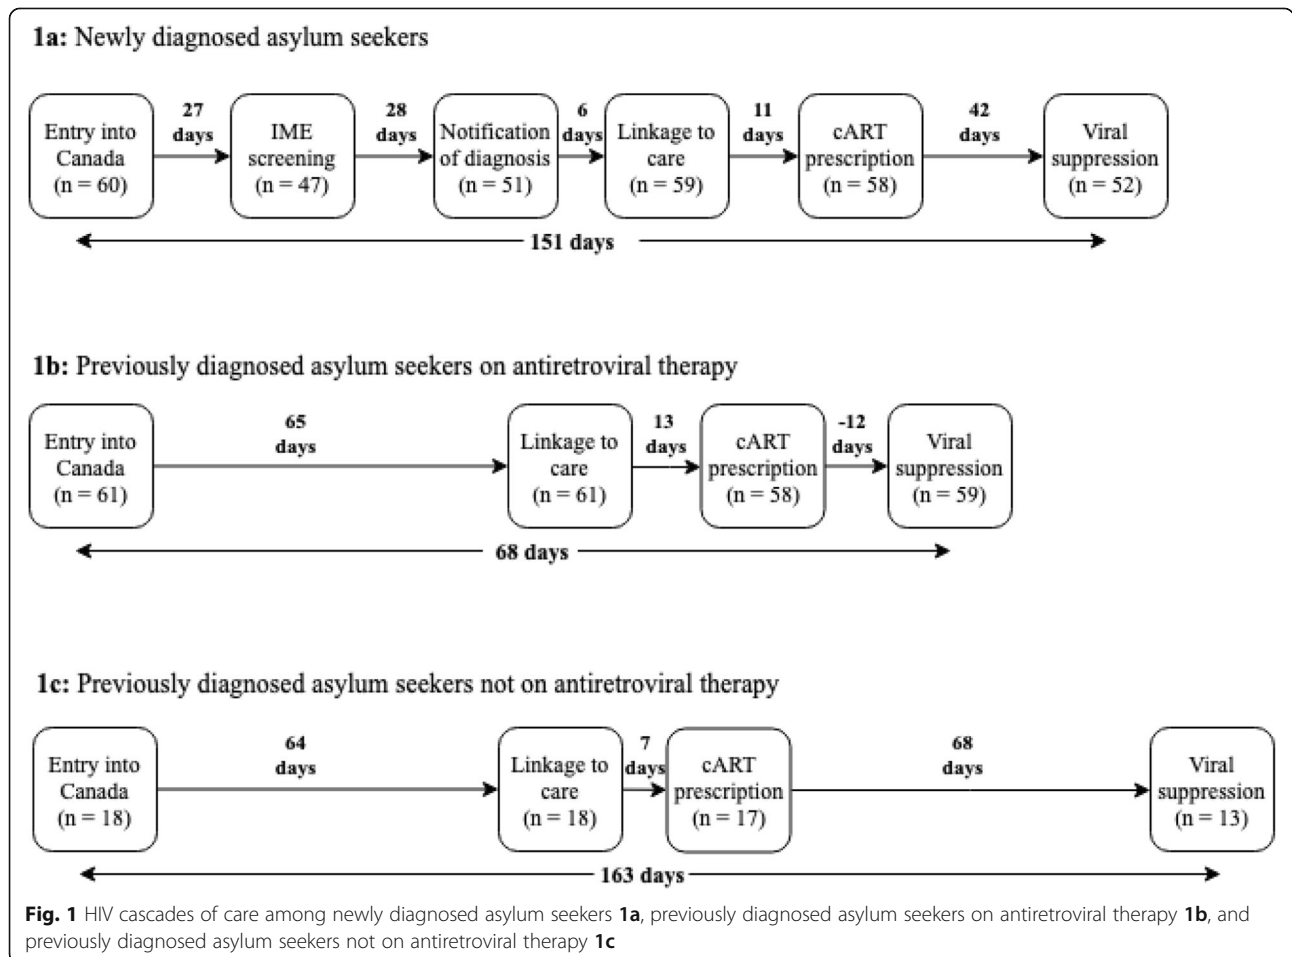 1a: Newly diagnosed asylum seekers
27
days
28
days
6
days
11
days
42
days
Entry into
Canada
(n = 60)
IME
screening
(n = 47)
Notification
of diagnosis
(n = 51)
Linkage to
care
(n = 59)
cART
prescription
(n = 58)
Viral
suppression
(n = 52)
151 days
1b: Previously diagnosed asylum seekers on antiretroviral therapy
65
days
13
days
-12
days
Entry into
Canada
(n = 61)
Linkage to
care
(n = 61)
cART
prescription
(n = 58)
Viral
suppression
(n = 59)
68 days
1c: Previously diagnosed asylum seekers not on antiretroviral therapy
64
days
7
days
68
days
Entry into
Canada
(n = 18)
Linkage to
care
(n = 18)
cART
prescription
(n = 17)
Viral
suppression
(n = 13)
163 days
Fig. 1 HIV cascades of care among newly diagnosed asylum seekers 1a, previously diagnosed asylum seekers on antiretroviral therapy 1b, and
previously diagnosed asylum seekers not on antiretroviral therapy 1c